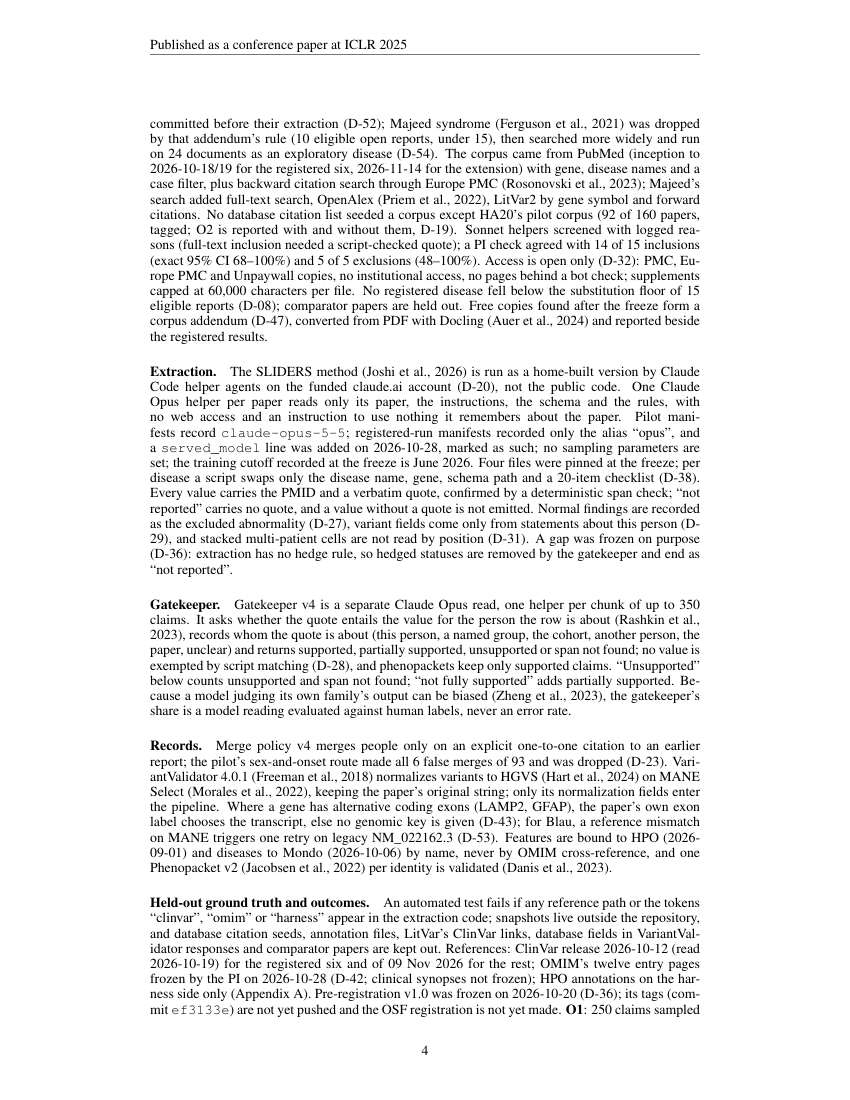 Published as a conference paper at ICLR 2025
committed before their extraction (D-52); Majeed syndrome (Ferguson et al., 2021) was dropped
by that addendum's rule (10 eligible open reports, under 15), then searched more widely and run
on 24 documents as an exploratory disease (D-54). The corpus came from PubMed (inception to
2026-10-18/19 for the registered six, 2026-11-14 for the extension) with gene, disease names and a
case filter, plus backward citation search through Europe PMC (Rosonovski et al., 2023); Majeed's
search added full-text search, OpenAlex (Priem et al., 2022), LitVar2 by gene symbol and forward
citations. No database citation list seeded a corpus except HA20's pilot corpus (92 of 160 papers,
tagged; O2 is reported with and without them, D-19). Sonnet helpers screened with logged rea-
sons (full-text inclusion needed a script-checked quote); a PI check agreed with 14 of 15 inclusions
(exact 95% CI 68–100%) and 5 of 5 exclusions (48–100%). Access is open only (D-32): PMC, Eu-
rope PMC and Unpaywall copies, no institutional access, no pages behind a bot check; supplements
capped at 60,000 characters per file. No registered disease fell below the substitution floor of 15
eligible reports (D-08); comparator papers are held out. Free copies found after the freeze form a
corpus addendum (D-47), converted from PDF with Docling (Auer et al., 2024) and reported beside
the registered results.
Extraction. The SLIDERS method (Joshi et al., 2026) is run as a home-built version by Claude
Code helper agents on the funded claude.ai account (D-20), not the public code. One Claude
Opus helper per paper reads only its paper, the instructions, the schema and the rules, with
no web access and an instruction to use nothing it remembers about the paper. Pilot mani-
fests record claude-opus-5-5; registered-run manifests recorded only the alias “opus”, and
a served_model line was added on 2026-10-28, marked as such; no sampling parameters are
set; the training cutoff recorded at the freeze is June 2026. Four files were pinned at the freeze; per
disease a script swaps only the disease name, gene, schema path and a 20-item checklist (D-38).
Every value carries the PMID and a verbatim quote, confirmed by a deterministic span check; “not
reported” carries no quote, and a value without a quote is not emitted. Normal findings are recorded
as the excluded abnormality (D-27), variant fields come only from statements about this person (D-
29), and stacked multi-patient cells are not read by position (D-31). A gap was frozen on purpose
(D-36): extraction has no hedge rule, so hedged statuses are removed by the gatekeeper and end as
“not reported”.
Gatekeeper. Gatekeeper v4 is a separate Claude Opus read, one helper per chunk of up to 350
claims. It asks whether the quote entails the value for the person the row is about (Rashkin et al.,
2023), records whom the quote is about (this person, a named group, the cohort, another person, the
paper, unclear) and returns supported, partially supported, unsupported or span not found; no value is
exempted by script matching (D-28), and phenopackets keep only supported claims. “Unsupported”
below counts unsupported and span not found; “not fully supported” adds partially supported. Be-
cause a model judging its own family's output can be biased (Zheng et al., 2023), the gatekeeper's
share is a model reading evaluated against human labels, never an error rate.
Records. Merge policy v4 merges people only on an explicit one-to-one citation to an earlier
report; the pilot's sex-and-onset route made all 6 false merges of 93 and was dropped (D-23). Vari-
antValidator 4.0.1 (Freeman et al., 2018) normalizes variants to HGVS (Hart et al., 2024) on MANE
Select (Morales et al., 2022), keeping the paper's original string; only its normalization fields enter
the pipeline. Where a gene has alternative coding exons (LAMP2, GFAP), the paper's own exon
label chooses the transcript, else no genomic key is given (D-43); for Blau, a reference mismatch
on MANE triggers one retry on legacy NM_022162.3 (D-53). Features are bound to HPO (2026-
09-01) and diseases to Mondo (2026-10-06) by name, never by OMIM cross-reference, and one
Phenopacket v2 (Jacobsen et al., 2022) per identity is validated (Danis et al., 2023).
Held-out ground truth and outcomes. An automated test fails if any reference path or the tokens
“clinvar”, “omim” or “harness” appear in the extraction code; snapshots live outside the repository,
and database citation seeds, annotation files, LitVar's ClinVar links, database fields in VariantVal-
idator responses and comparator papers are kept out. References: ClinVar release 2026-10-12 (read
2026-10-19) for the registered six and of 09 Nov 2026 for the rest; OMIM's twelve entry pages
frozen by the PI on 2026-10-28 (D-42; clinical synopses not frozen); HPO annotations on the har-
ness side only (Appendix A). Pre-registration v1.0 was frozen on 2026-10-20 (D-36); its tags (com-
mit ef3133e) are not yet pushed and the OSF registration is not yet made. O1: 250 claims sampled
4